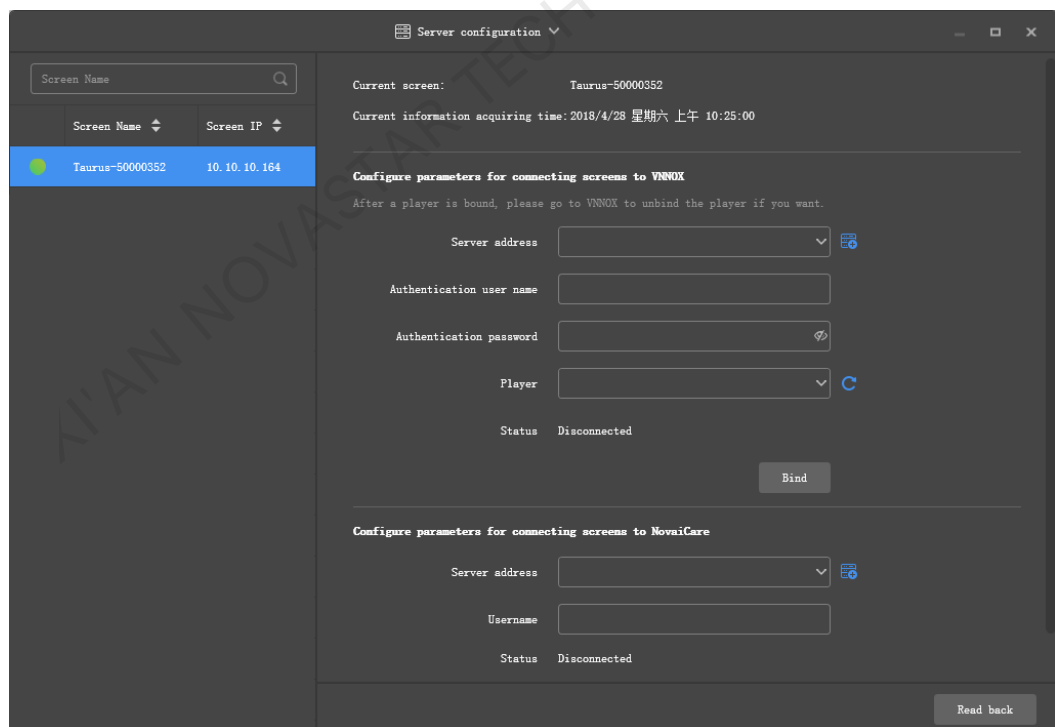 Server configuration
Screen Name
Screen Name Screen IP
Taurus-50000352 10.10.10.164
Current screen: Taurus-50000352
Current information acquiring time: 2018/4/28 星期六 上午 10:25:00
Configure parameters for connecting screens to VNNOX
After a player is bound, please go to VNNOX to unbind the player if you want.
Server address
Authentication user name
Authentication password
Player
Status Disconnected
Bind
Configure parameters for connecting screens to NovaiCare
Server address
Username
Status Disconnected
Read back
XI'AN NOVASTAR TECH